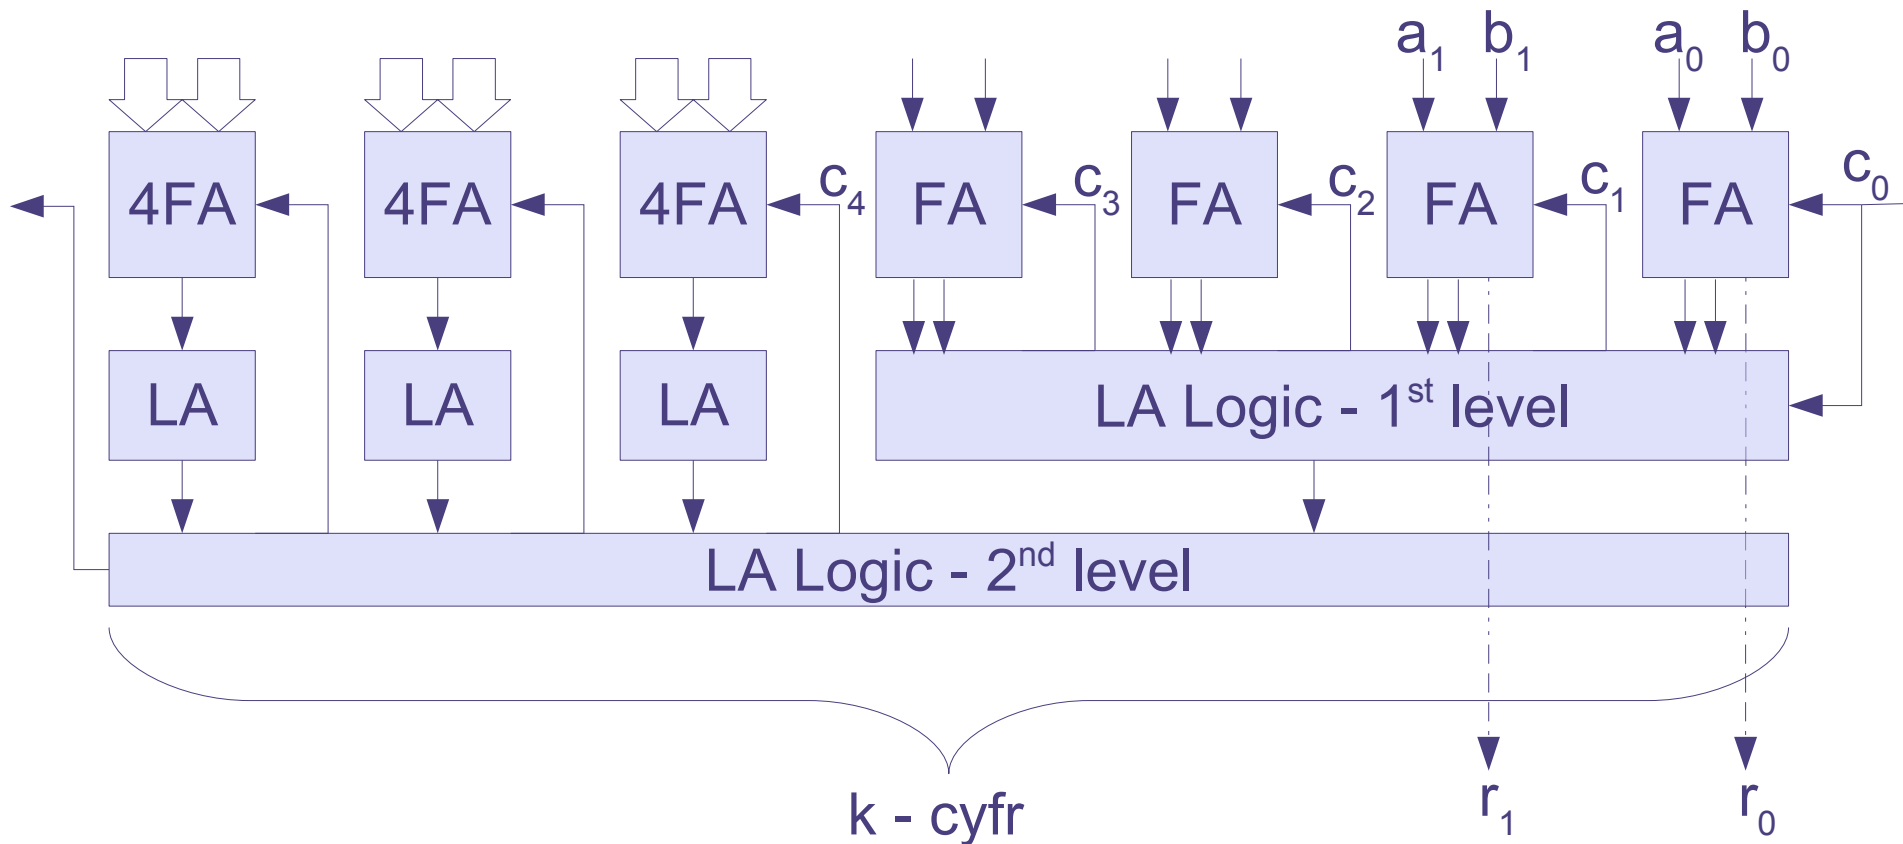 a₁ b₁ a₀ b₀
4FA 4FA 4FA c₄ FA c₃ FA c₂ FA c₁ FA c₀
LA LA LA LA Logic - 1ˢᵗ level
LA Logic - 2ⁿᵈ level
k - cyfr r₁ r₀